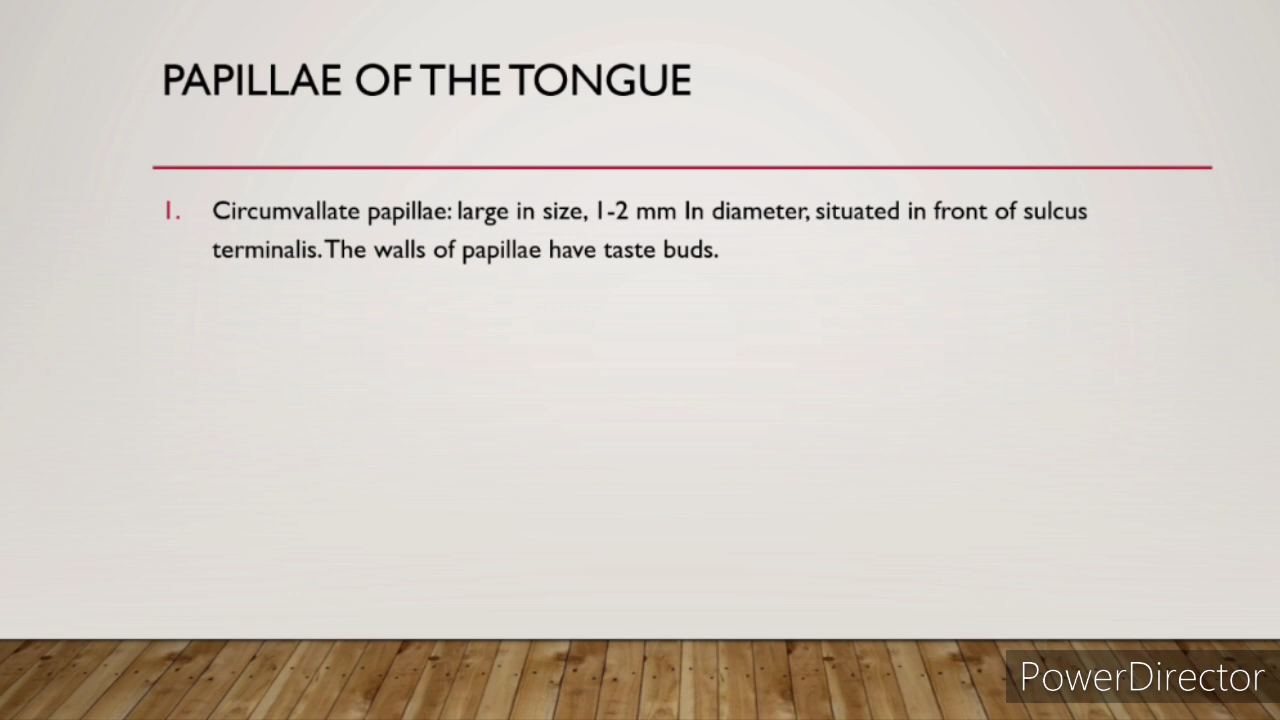 PAPILLAE OF THE TONGUE
1. Circumvallate papillae: large in size, 1-2 mm In diameter, situated in front of sulcus
terminalis. The walls of papillae have taste buds.
PowerDirector